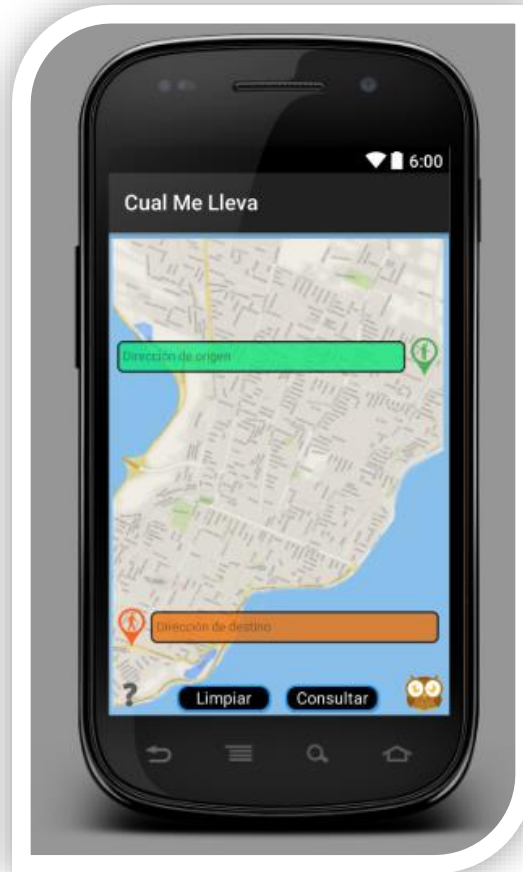 6:00
Cual Me Lleva
Dirección de origen
Dirección de destino
?
Limpiar
Consultar